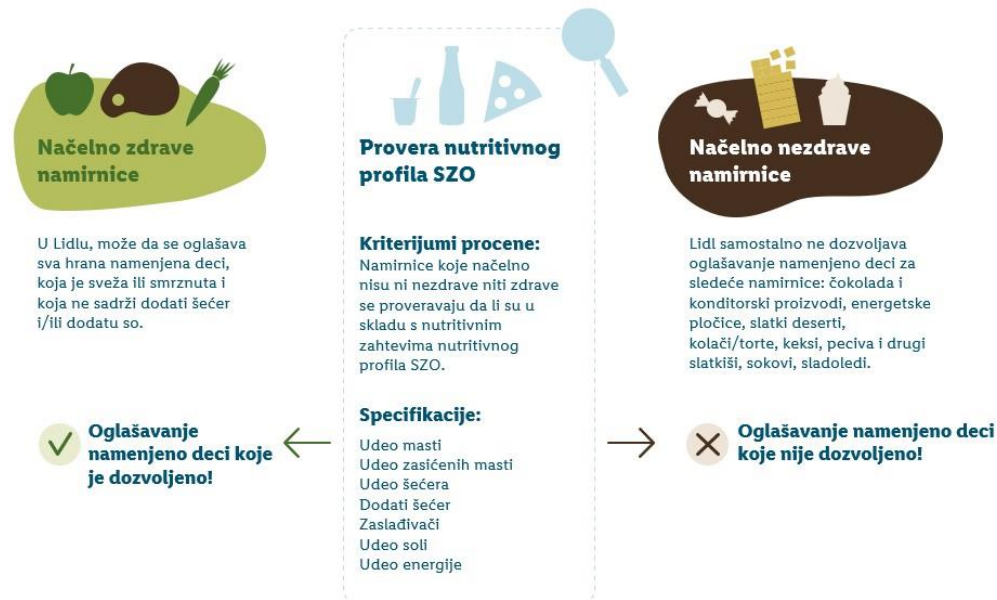 Načelno zdrave
namirnice
U Lidlu, može da se oglašava
sva hrana namenjena deci,
koja je sveža ili smrznuta i
koja ne sadrži dodati šećer
i/ili dodatu so.
Oglašavanje
namenjeno deci koje
je dozvoljeno!
Provera nutritivnog
profila SZO
Kriterijumi procene:
Namirnice koje načelno
nisu ni nezdrave niti zdrave
se proveravaju da li su u
skladu s nutritivnim
zahtevima nutritivnog
profila SZO.
Specifikacije:
Udeo masti
Udeo zasićenih masti
Udeo šećera
Dodati šećer
Zaslađivači
Udeo soli
Udeo energije
Načelno nezdrave
namirnice
Lidl samostalno ne dozvoljava
oglašavanje namenjeno deci za
sledeće namirnice: čokolada i
konditorski proizvodi, energetske
pločice, slatki deserti,
kolači/torte, keksi, peciva i drugi
slatkiši, sokovi, sladoledi.
Oglašavanje namenjeno deci
koje nije dozvoljeno!